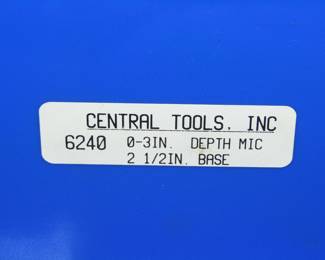 CENTRAL TOOLS, INC
6240 0-3IN. DEPTH MIC
2 1/2IN. BASE